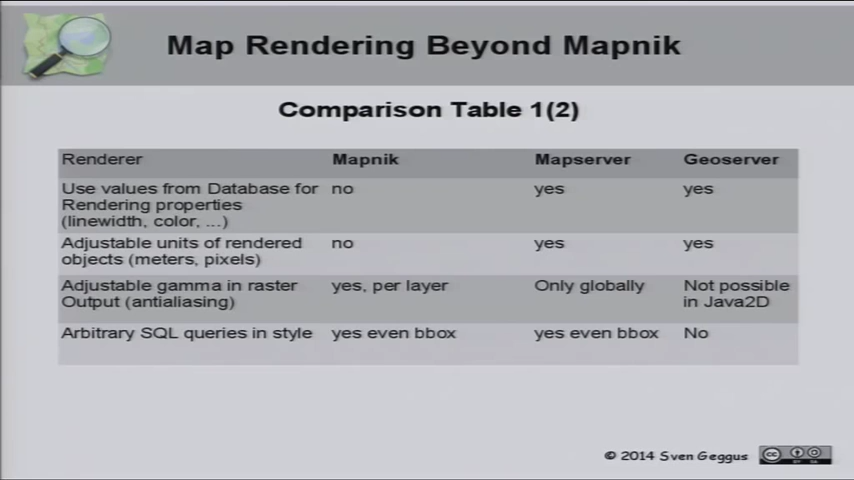 Map Rendering Beyond Mapnik
Comparison Table 1(2)
Renderer Mapnik Mapserver Geoserver
Use values from Database for no yes yes
Rendering properties
(linewidth, color, ...)
Adjustable units of rendered no yes yes
objects (meters, pixels)
Adjustable gamma in raster yes, per layer Only globally Not possible
Output (antialiasing) in Java2D
Arbitrary SQL queries in style yes even bbox yes even bbox No
© 2014 Sven Geggus